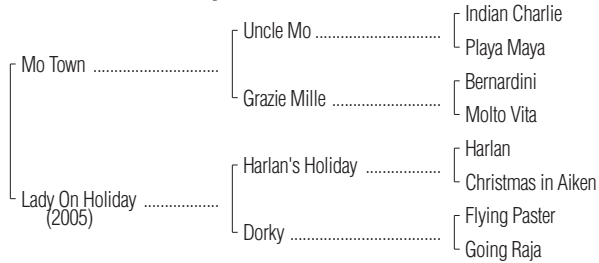 Indian Charlie
Uncle Mo ..............................
Playa Maya
Mo Town ..............................
Bernardini
Grazie Mille ..........................
Molto Vita
Harlan
Harlan's Holiday ..................
Christmas in Aiken
Lady On Holiday ..................
(2005)
Flying Paster
Dorky ....................................
Going Raja